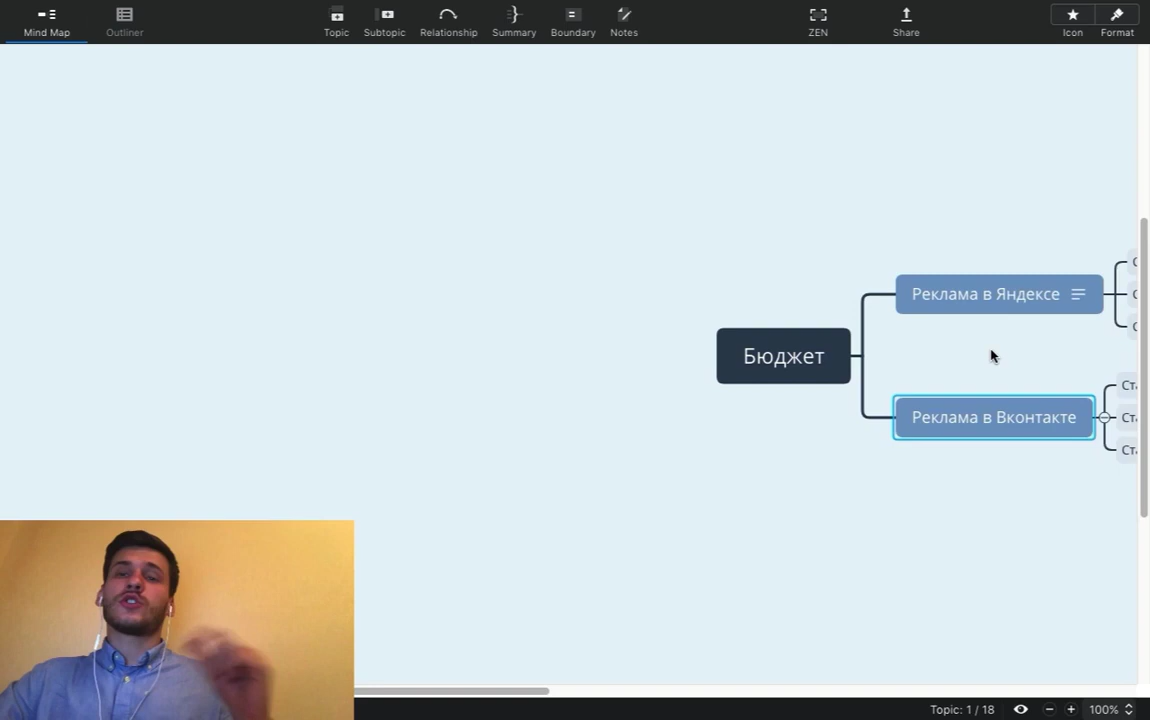 Mind Map
Outliner
Topic
Subtopic
Relationship
Summary
Boundary
Notes
ZEN
Share
Icon
Format
Реклама в Яндексе
Бюджет
Реклама в Вконтакте
Topic: 1 / 18
100%